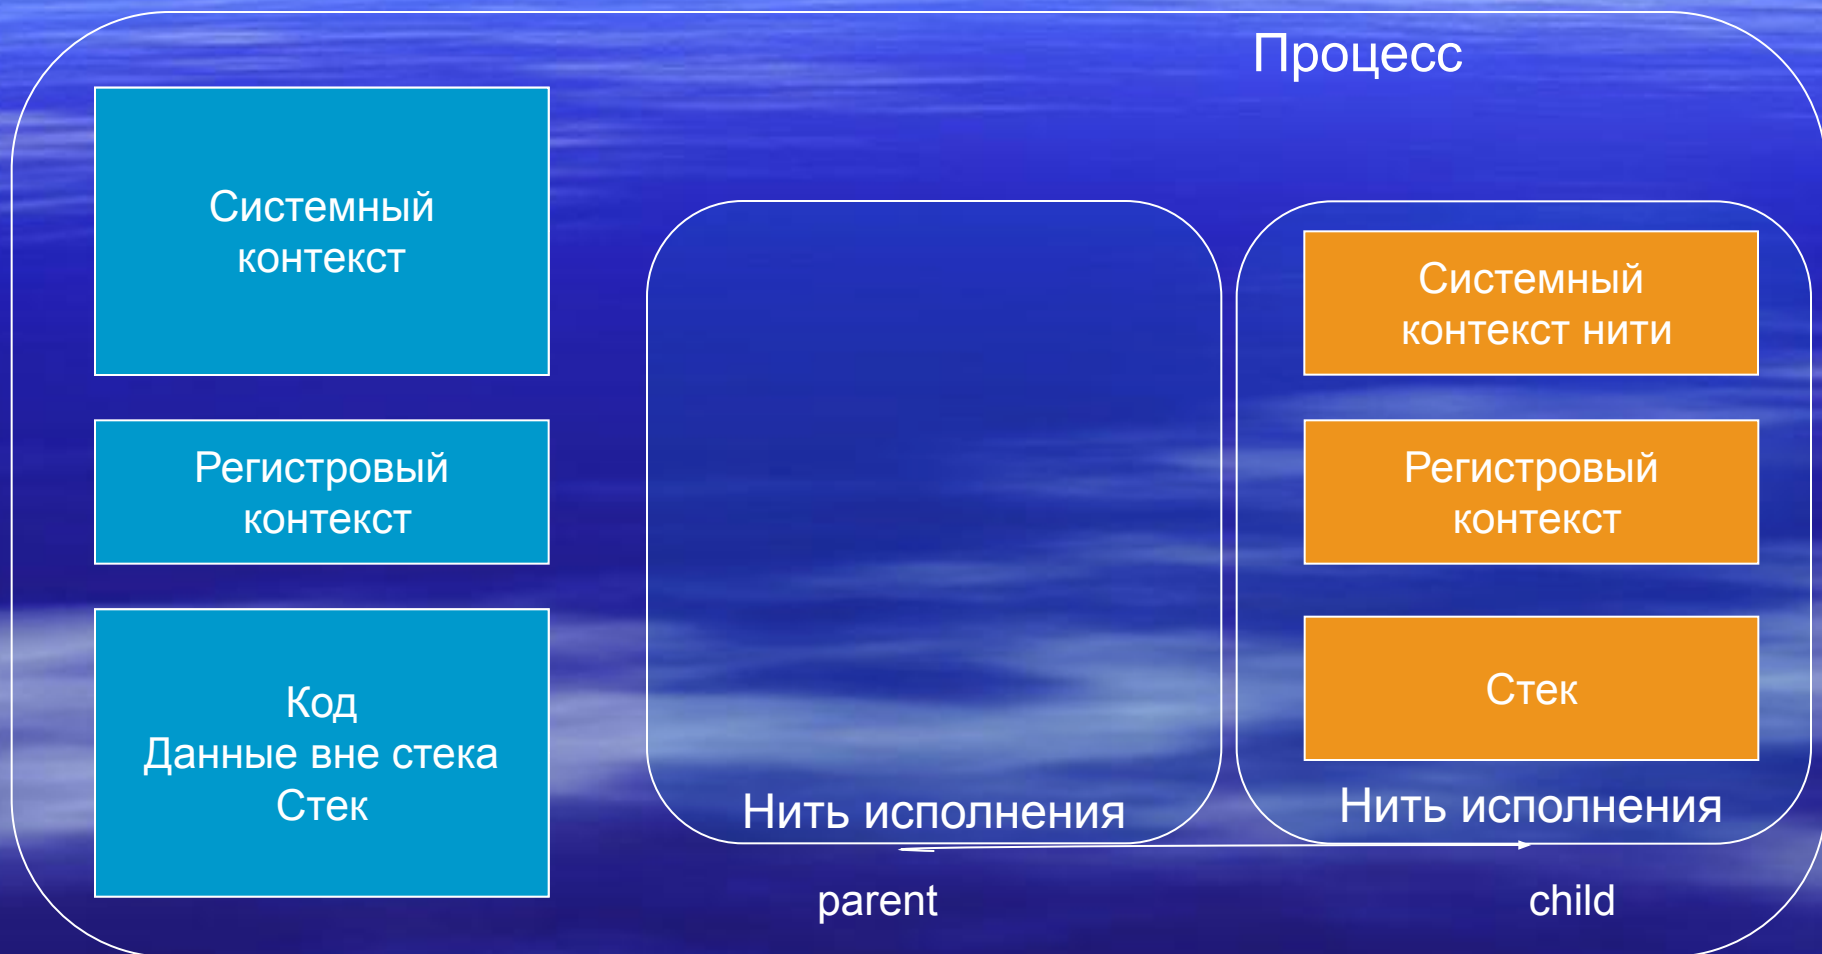 Процесс
Системный
контекст
Регистровый
контекст
Код
Данные вне стека
Стек
Нить исполнения
parent
Системный
контекст нити
Регистровый
контекст
Стек
Нить исполнения
child